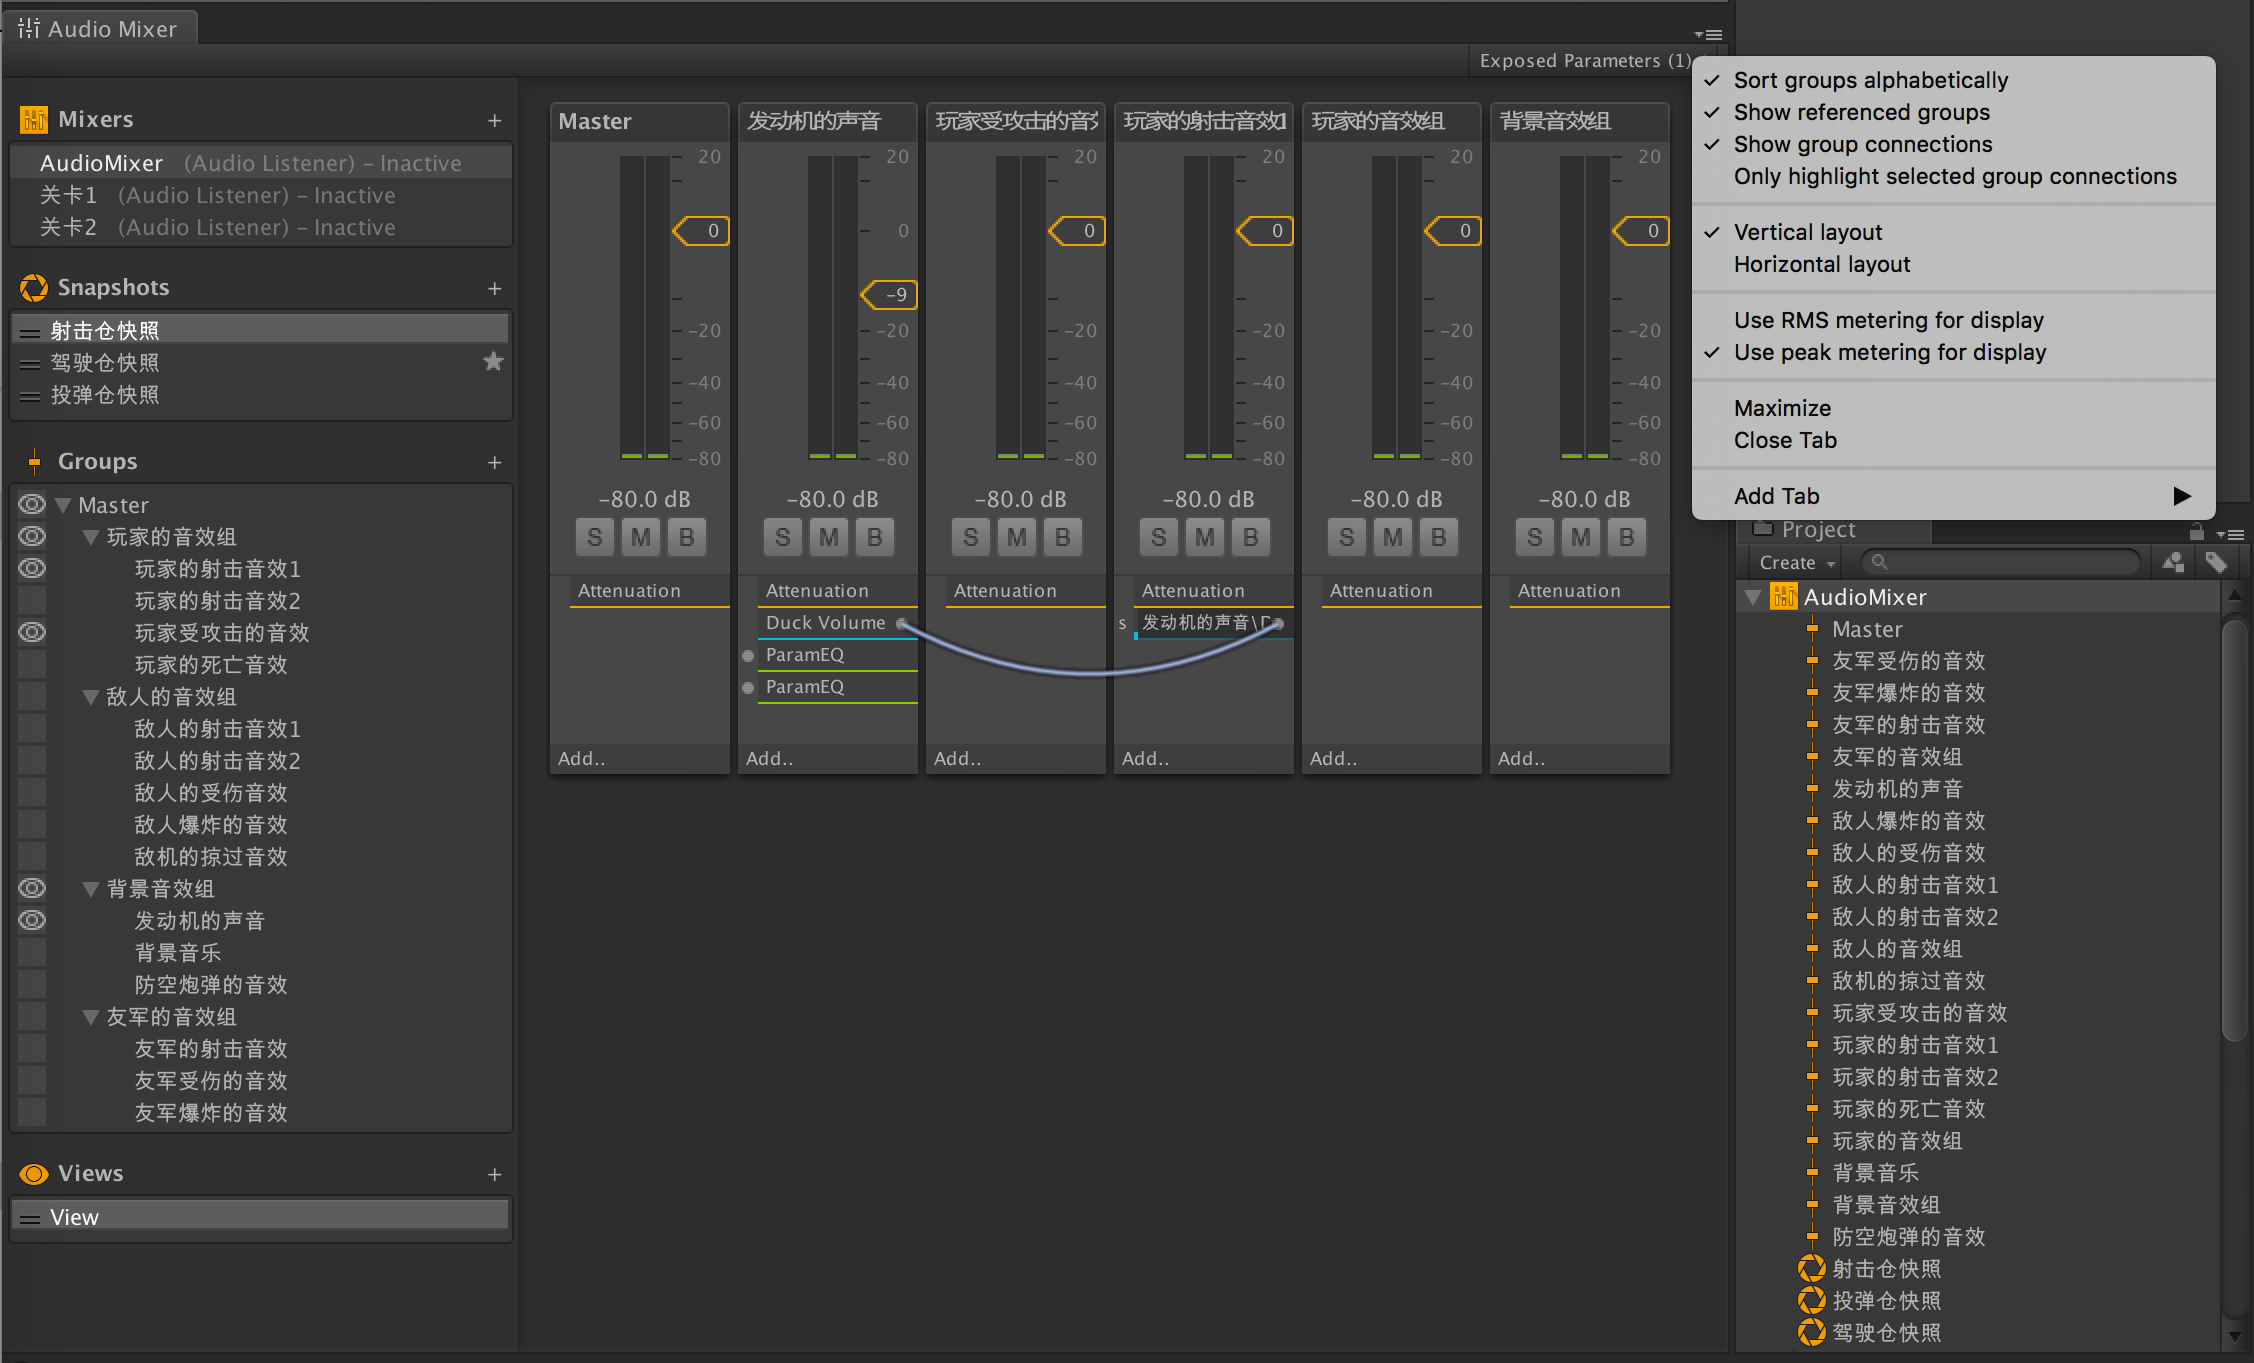 Audio Mixer
Exposed Parameters (1)
Mixers
AudioMixer (Audio Listener) – Inactive
关卡1 (Audio Listener) – Inactive
关卡2 (Audio Listener) – Inactive
Snapshots
射击仓快照
驾驶仓快照
投弹仓快照
Groups
Master
玩家的音效组
玩家的射击音效1
玩家的射击音效2
玩家受攻击的音效
玩家的死亡音效
敌人的音效组
敌人的射击音效1
敌人的射击音效2
敌人的受伤音效
敌人爆炸的音效
敌机的掠过音效
背景音效组
发动机的声音
背景音乐
防空炮弹的音效
友军的音效组
友军的射击音效
友军受伤的音效
友军爆炸的音效
Views
View
Master
20
0
-20
-40
-60
-80
-80.0 dB
S M B
Attenuation
Add..
发动机的声音
20
0
-9
-20
-40
-60
-80
-80.0 dB
S M B
Attenuation
Duck Volume
ParamEQ
ParamEQ
Add..
玩家受攻击的音
20
0
-20
-40
-60
-80
-80.0 dB
S M B
Attenuation
Add..
玩家的射击音效1
20
0
-20
-40
-60
-80
-80.0 dB
S M B
Attenuation
s 发动机的声音\D
Add..
玩家的音效组
20
0
-20
-40
-60
-80
-80.0 dB
S M B
Attenuation
Add..
背景音效组
20
0
-20
-40
-60
-80
-80.0 dB
S M B
Attenuation
Add..
✓ Sort groups alphabetically
✓ Show referenced groups
✓ Show group connections
Only highlight selected group connections
✓ Vertical layout
Horizontal layout
Use RMS metering for display
✓ Use peak metering for display
Maximize
Close Tab
Add Tab
Project
Create
AudioMixer
Master
友军受伤的音效
友军爆炸的音效
友军的射击音效
友军的音效组
发动机的声音
敌人爆炸的音效
敌人的受伤音效
敌人的射击音效1
敌人的射击音效2
敌人的音效组
敌机的掠过音效
玩家受攻击的音效
玩家的射击音效1
玩家的射击音效2
玩家的死亡音效
玩家的音效组
背景音乐
背景音效组
防空炮弹的音效
射击仓快照
投弹仓快照
驾驶仓快照